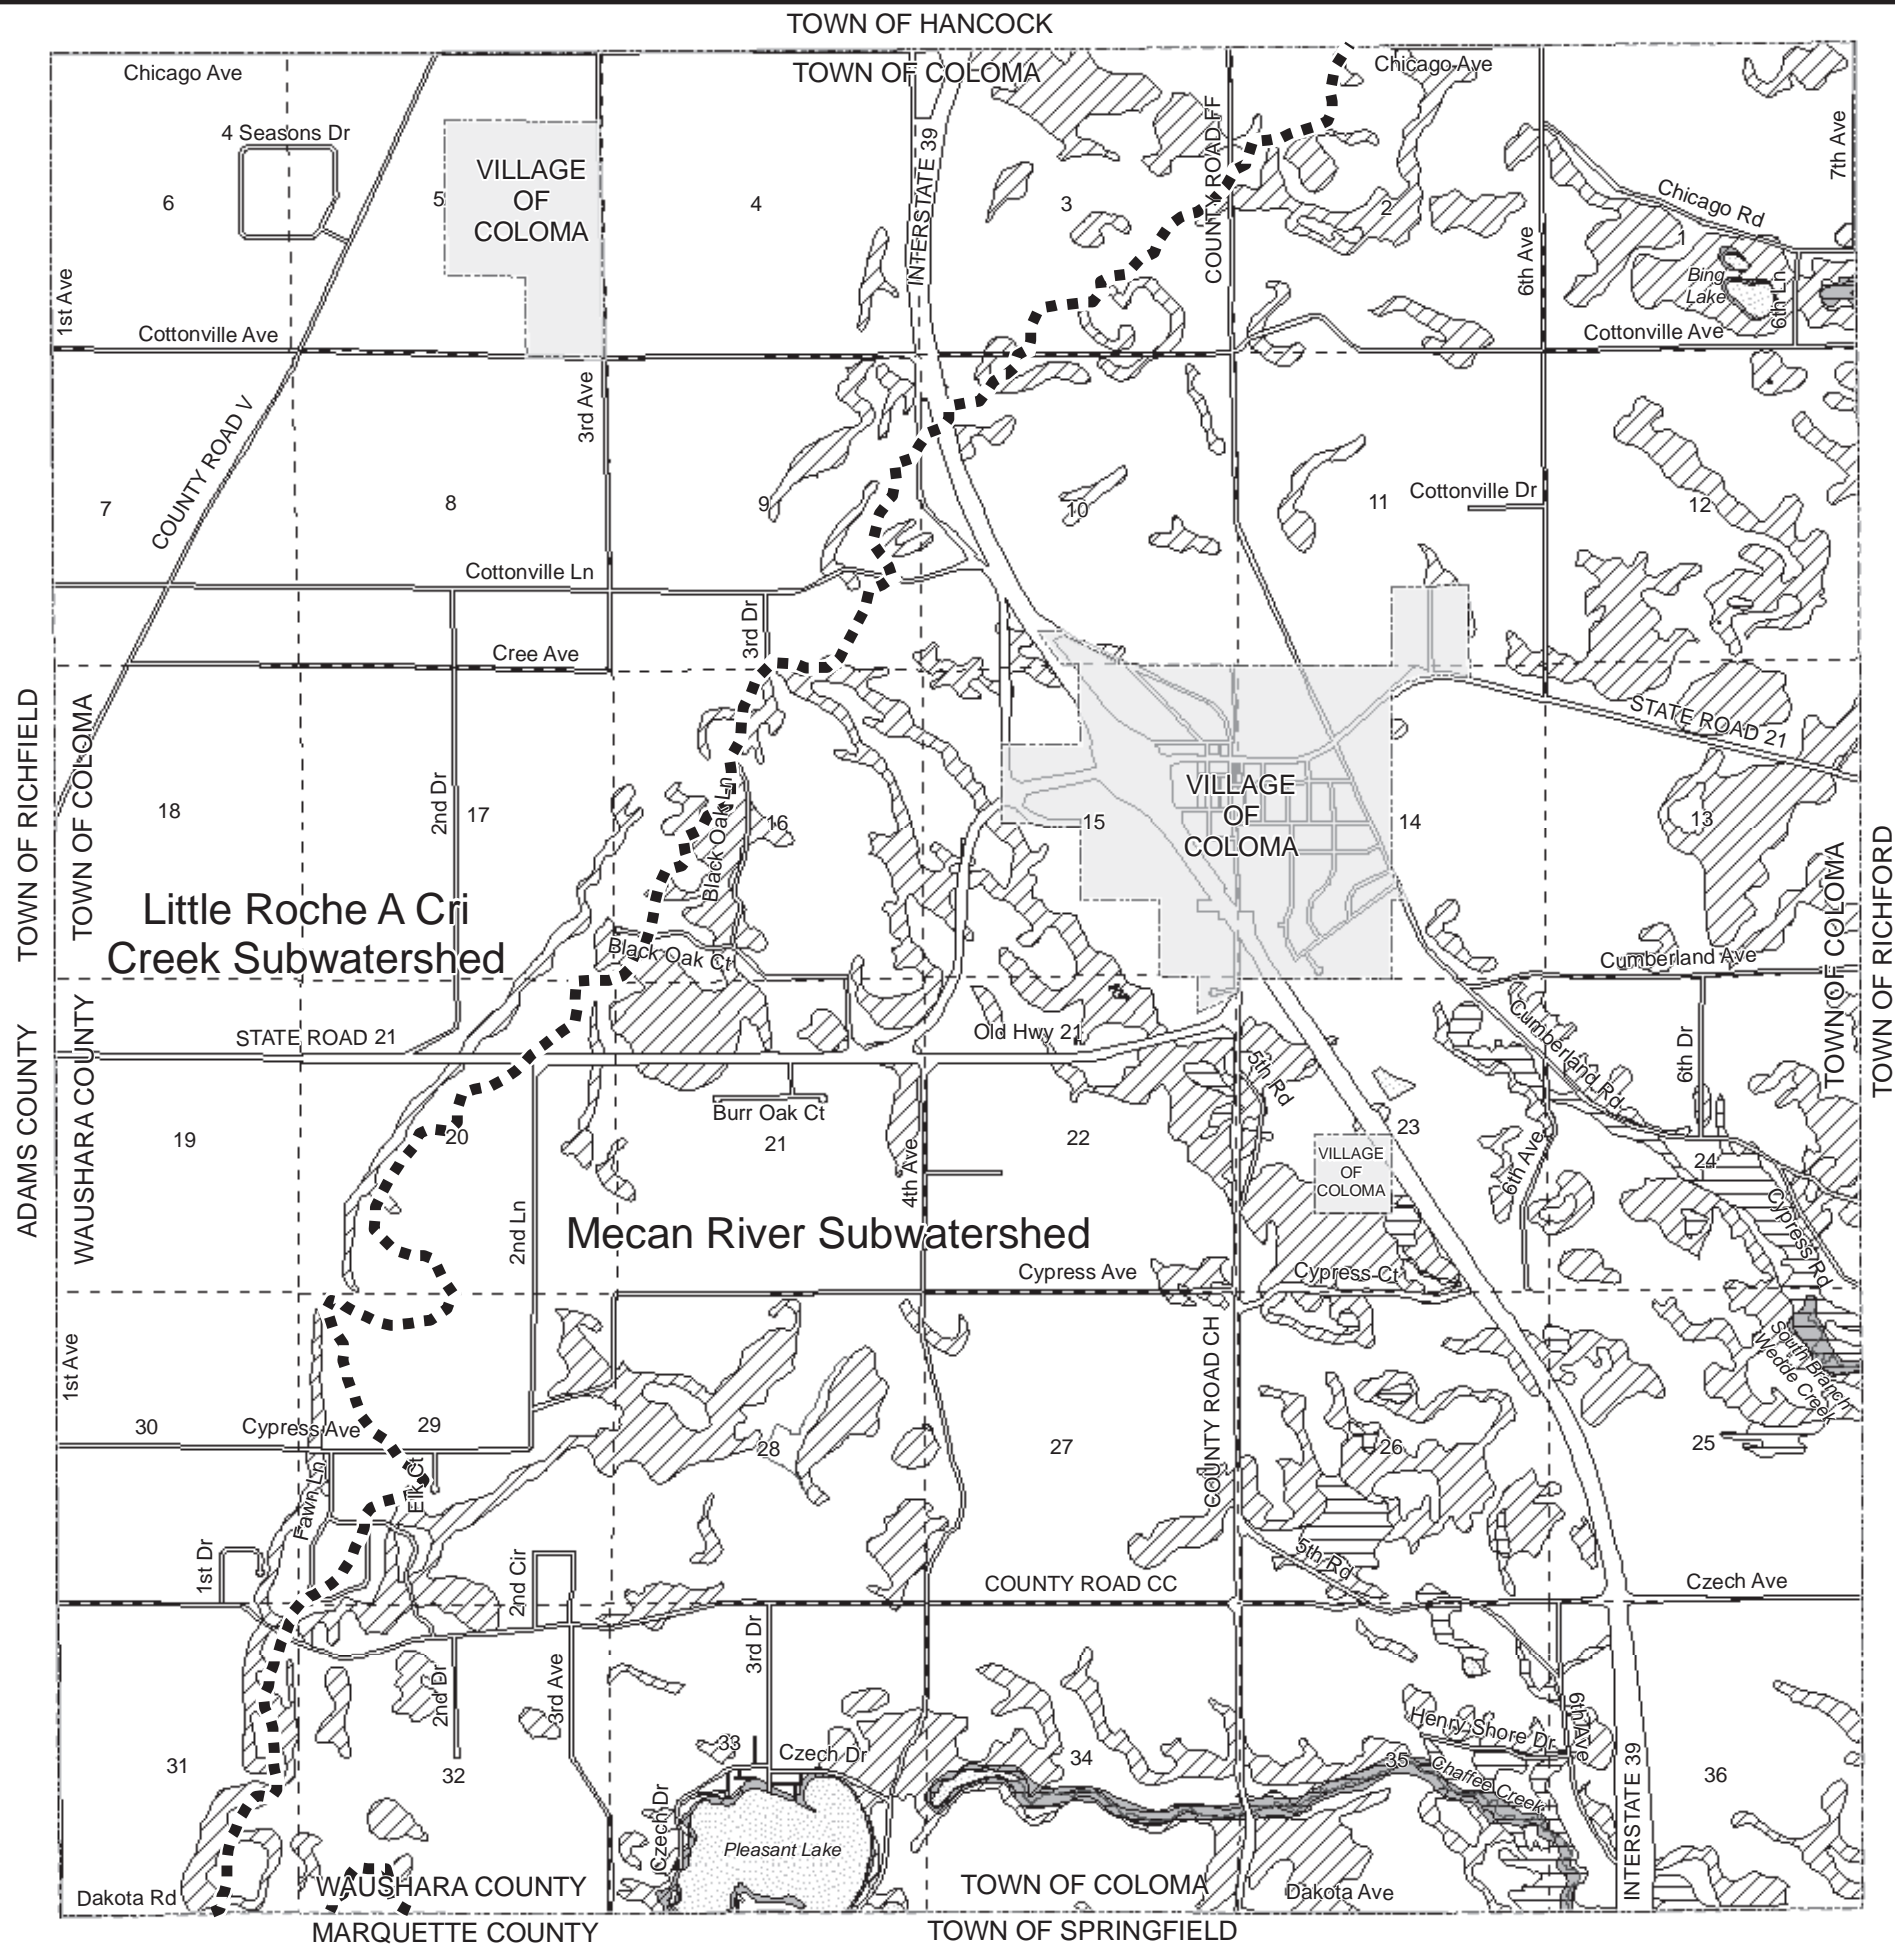 TOWN OF HANCOCK
TOWN OF COLOMA
Chicago Ave
Chicago Ave
4 Seasons Dr
VILLAGE
OF
COLOMA
INTERSTATE 39
COUNTY ROAD FF
7th Ave
Chicago Rd
6
5
4
3
2
1
6th Ave
Bing
Lake
6th Ln
1st Ave
Cottonville Ave
Cottonville Ave
COUNTY ROAD V
3rd Ave
7
8
9
10
11
12
Cottonville Dr
Cottonville Ln
3rd Dr
Cree Ave
STATE ROAD 21
TOWN OF RICHFIELD
TOWN OF COLOMA
2nd Dr
18
17
16
15
14
13
VILLAGE
OF
COLOMA
Black Oak Ln
TOWN OF COLOMA
TOWN OF RICHFORD
Little Roche A Cri
Creek Subwatershed
Black Oak Ct
Cumberland Ave
STATE ROAD 21
Old Hwy 21
Cumberland Rd
6th Dr
5th Rd
ADAMS COUNTY
WAUSHARA COUNTY
Burr Oak Ct
19
20
21
22
23
24
4th Ave
6th Ave
VILLAGE
OF
COLOMA
Cypress Rd
2nd Ln
Mecan River Subwatershed
Cypress Ave
Cypress Ct
South Branch
Wedde Creek
1st Ave
COUNTY ROAD CH
30
Cypress Ave
29
28
27
26
25
Fawn Ln
Elk Ct
1st Dr
2nd Cir
5th Rd
COUNTY ROAD CC
Czech Ave
3rd Dr
2nd Dr
3rd Ave
6th Ave
Henry Shore Dr
31
32
33
Czech Dr
34
35
36
Chaffee Creek
INTERSTATE 39
Czech Dr
Pleasant Lake
Dakota Rd
WAUSHARA COUNTY
TOWN OF COLOMA
Dakota Ave
MARQUETTE COUNTY
TOWN OF SPRINGFIELD